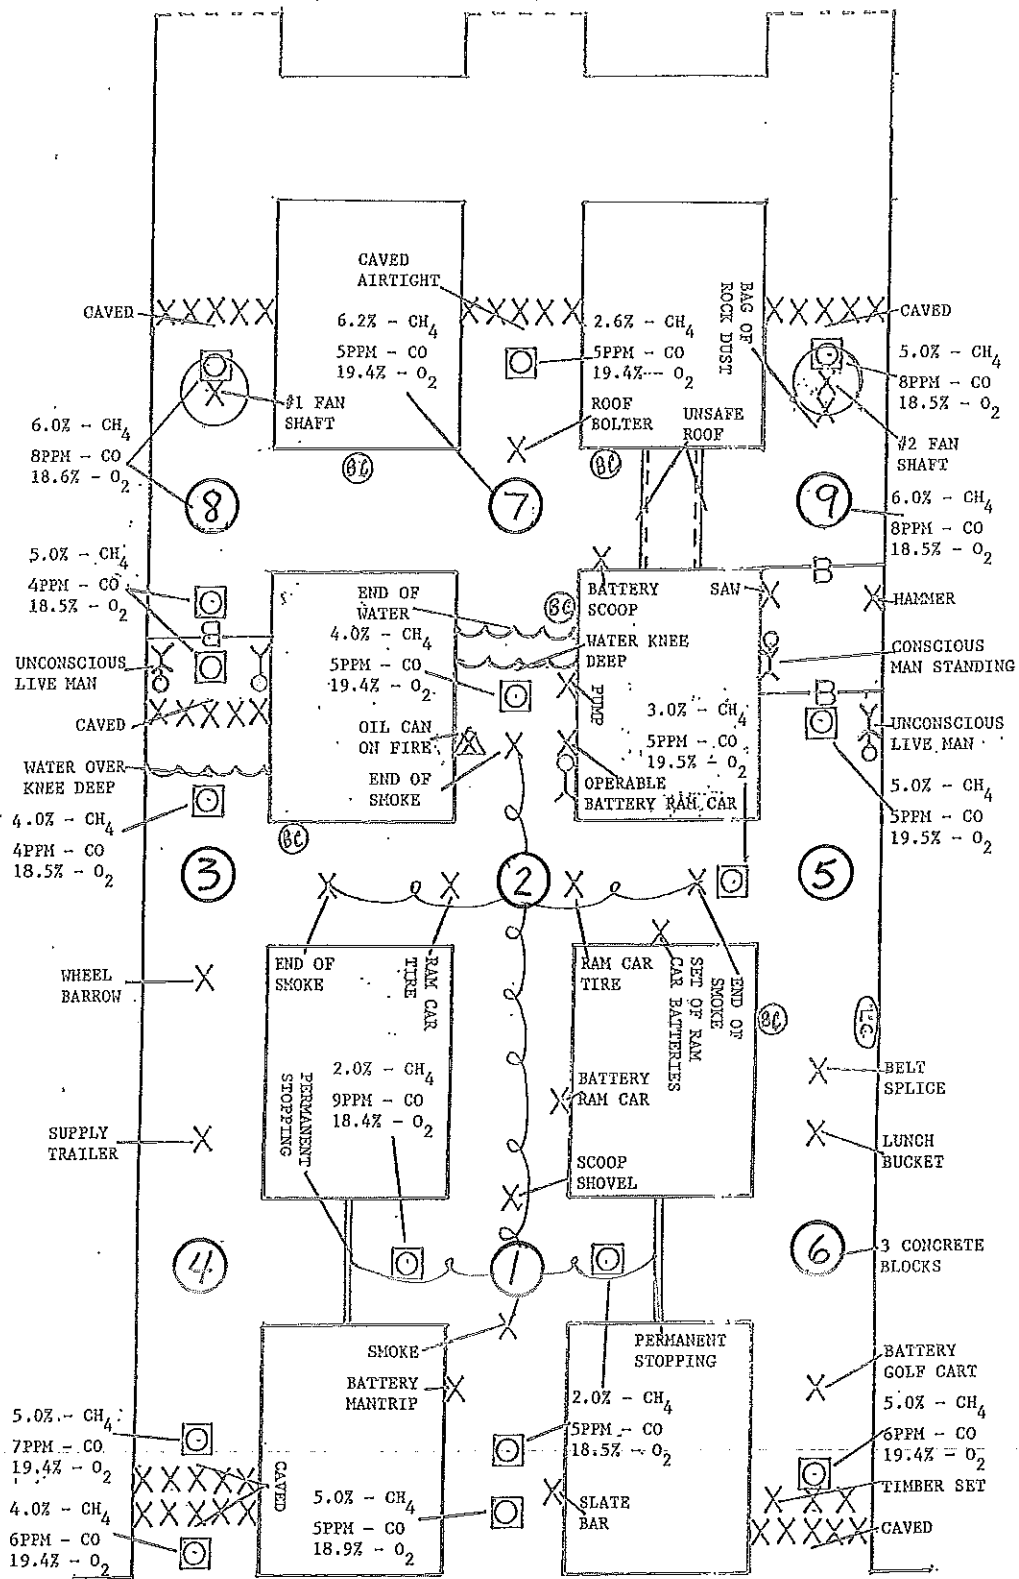 CAVED
CAVED
AIRTIGHT
6.2% - CH4
5PPM - CO
19.4% - O2
2.6% - CH4
5PPM - CO
19.4% - O2
BAG OF
ROCK DUST
CAVED
5.0% - CH4
8PPM - CO
18.5% - O2
#1 FAN
SHAFT
6.0% - CH4
8PPM - CO
18.6% - O2
ROOF
BOLTER
UNSAFE
ROOF
#2 FAN
SHAFT
BC
BC
8
7
9
6.0% - CH4
8PPM - CO
18.5% - O2
5.0% - CH4
4PPM - CO
18.5% - O2
B
END OF
WATER
4.0% - CH4
5PPM - CO
19.4% - O2
BC
BATTERY
SCOOP
SAW
B
HAMMER
WATER KNEE
DEEP
UNCONSCIOUS
LIVE MAN
CONSCIOUS
MAN STANDING
PUMP
3.0% - CH4
5PPM - CO
19.5% - O2
B
CAVED
OIL CAN
ON FIRE
UNCONSCIOUS
LIVE MAN
WATER OVER
KNEE DEEP
END OF
SMOKE
OPERABLE
BATTERY RAM CAR
5.0% - CH4
5PPM - CO
19.5% - O2
4.0% - CH4
4PPM - CO
18.5% - O2
BC
3
2
5
WHEEL
BARROW
END OF
SMOKE
RAM CAR
TIRE
RAM CAR
TIRE
SET OF RAM
CAR BATTERIES
END OF
SMOKE
BC
2.0% - CH4
9PPM - CO
18.4% - O2
PERMANENT
STOPPING
BATTERY
RAM CAR
BELT
SPLICE
SUPPLY
TRAILER
LUNCH
BUCKET
SCOOP
SHOVEL
4
1
6
3 CONCRETE
BLOCKS
SMOKE
PERMANENT
STOPPING
BATTERY
MANTRIP
BATTERY
GOLF CART
2.0% - CH4
5PPM - CO
18.5% - O2
5.0% - CH4
6PPM - CO
19.4% - O2
5.0% - CH4
7PPM - CO
19.4% - O2
CAVED
TIMBER SET
4.0% - CH4
6PPM - CO
19.4% - O2
5.0% - CH4
5PPM - CO
18.9% - O2
SLATE
BAR
CAVED